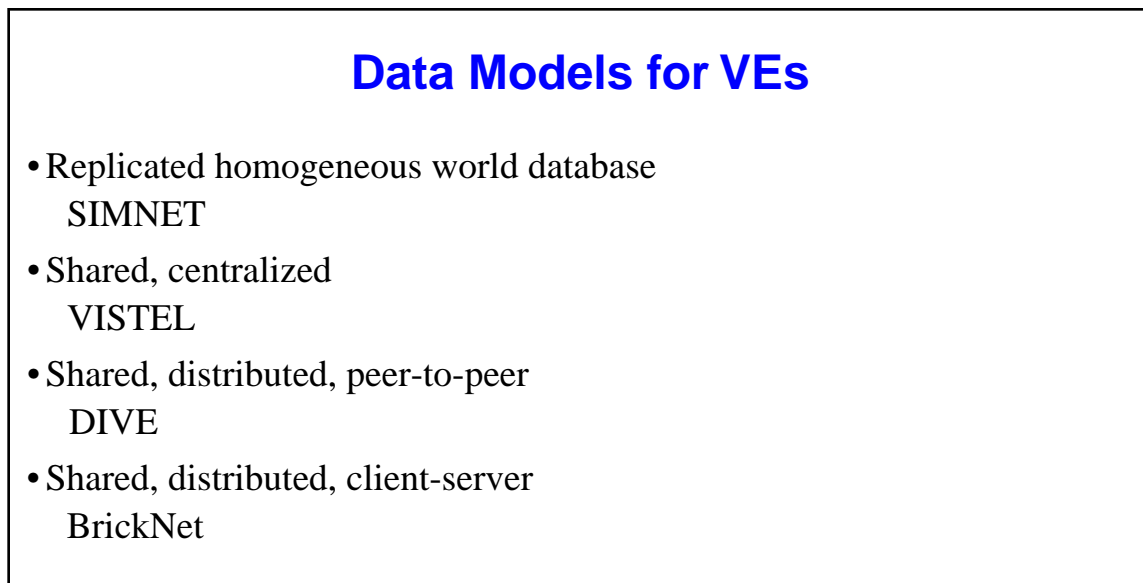 Data Models for VEs
• Replicated homogeneous world database
SIMNET
• Shared, centralized
VISTEL
• Shared, distributed, peer-to-peer
DIVE
• Shared, distributed, client-server
BrickNet